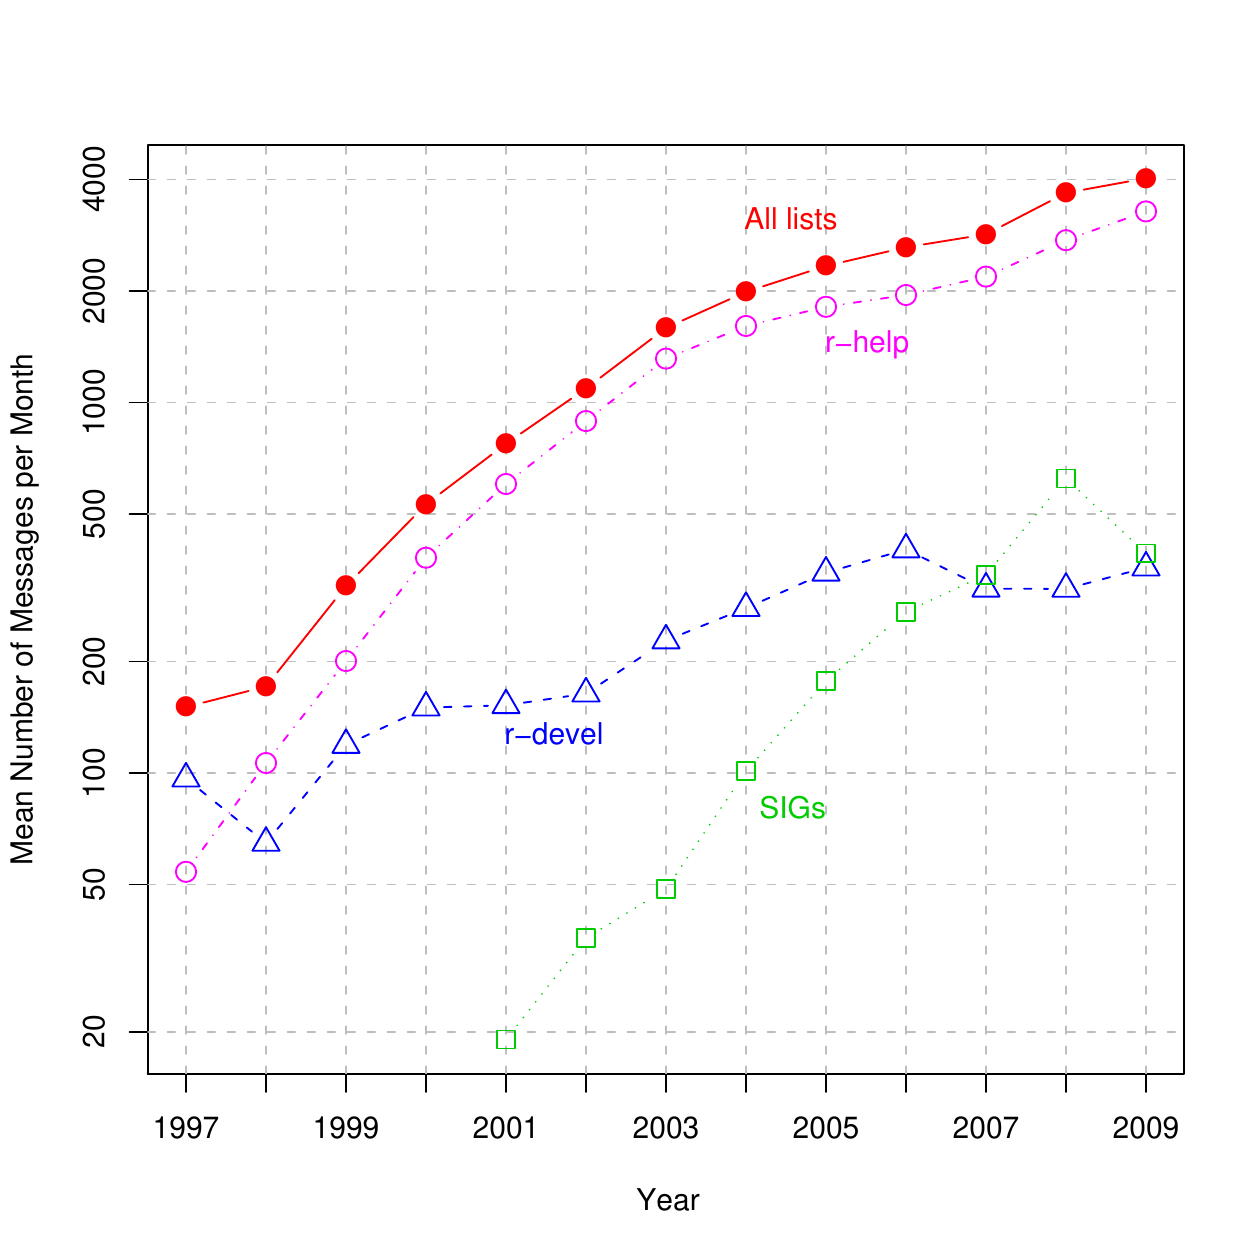 4000
2000
1000
500
200
100
50
20
Mean Number of Messages per Month
All lists
r−help
r−devel
SIGs
1997 1999 2001 2003 2005 2007 2009
Year